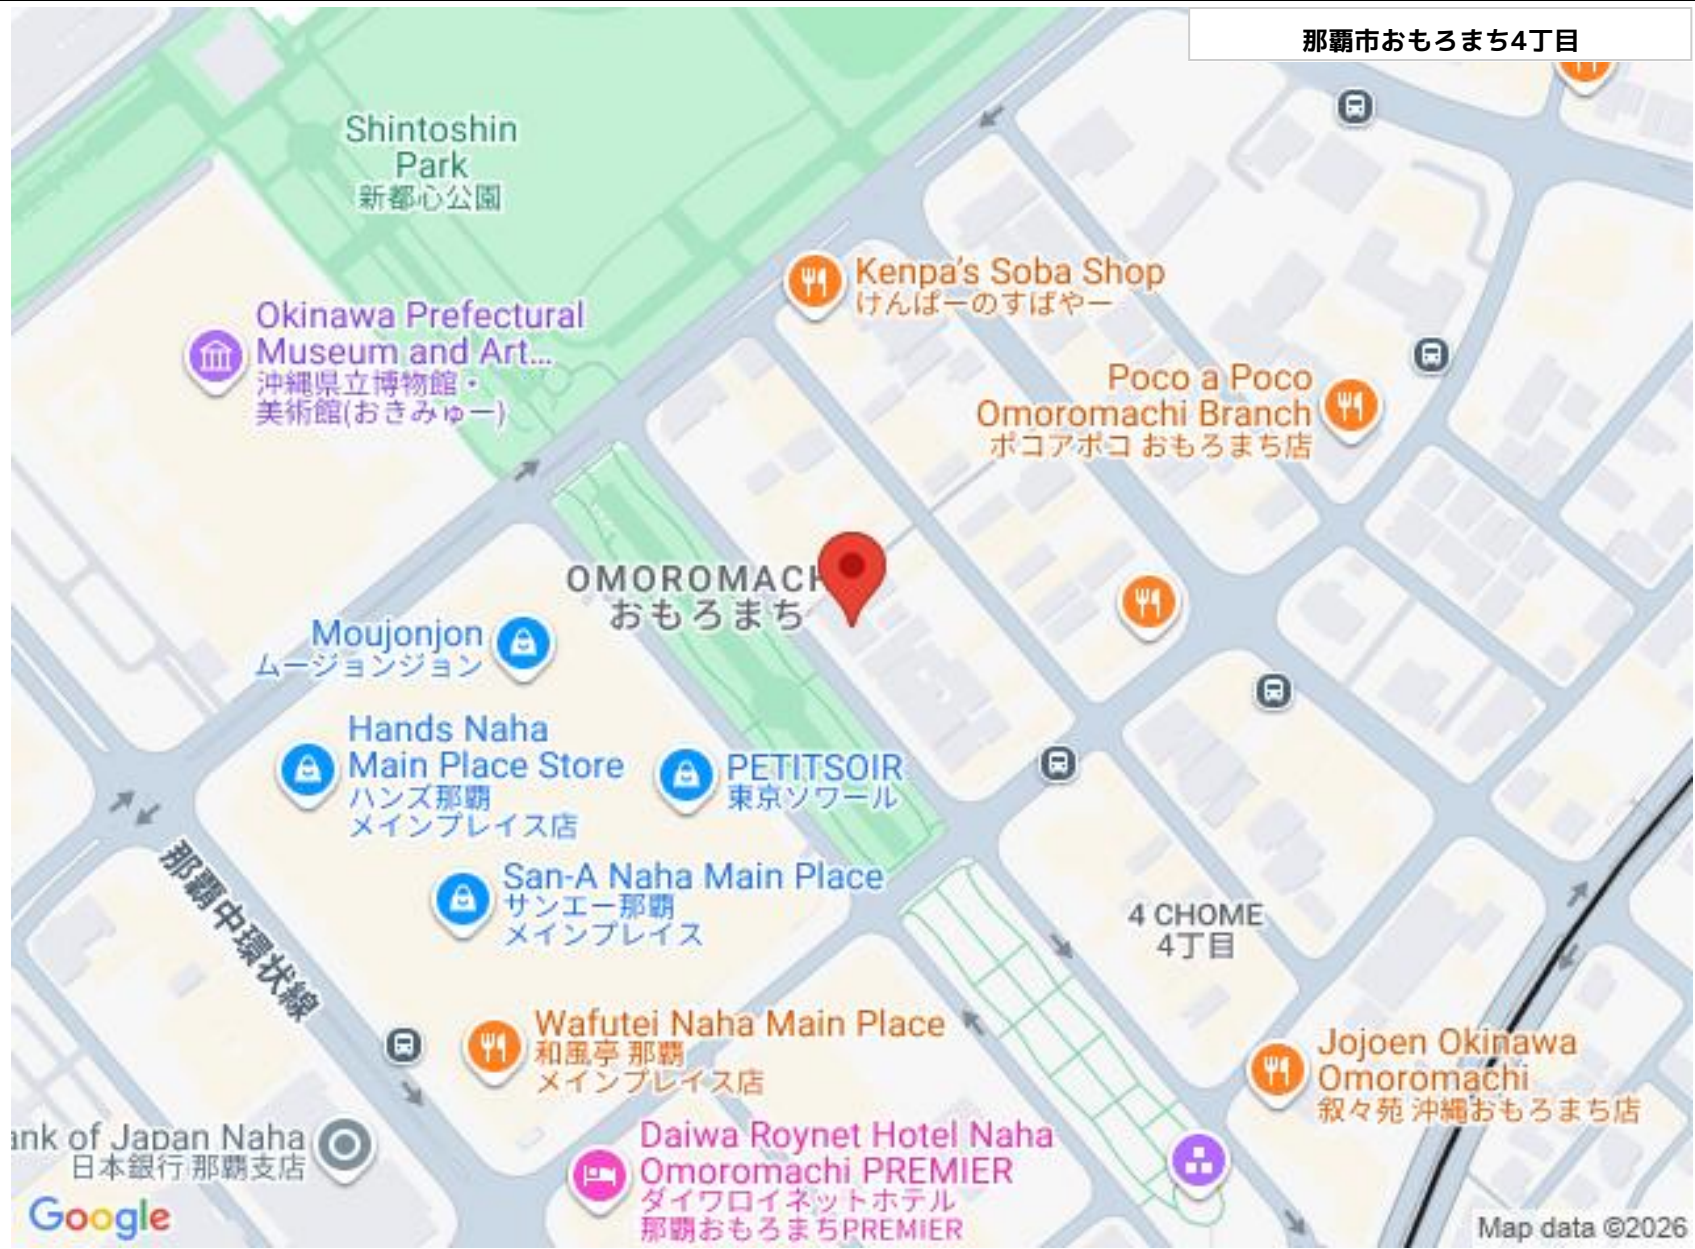 那覇市おもろまち4丁目
Shintoshin
Park
新都心公園
Kenpa's Soba Shop
けんぱーのすばやー
Okinawa Prefectural
Museum and Art...
沖縄県立博物館・
美術館(おきみゅー)
Poco a Poco
Omoromachi Branch
ポコアポコ おもろまち店
OMOROMACH
おもろまち
Moujonjon
ムージョンジョン
Hands Naha
Main Place Store
ハンズ那覇
メインプレイス店
PETITSOIR
東京ソワール
San-A Naha Main Place
サンエー那覇
メインプレイス
那覇中環状線
4 CHOME
4丁目
Wafutei Naha Main Place
和風亭 那覇
メインプレイス店
Jojoen Okinawa
Omoromachi
叙々苑 沖縄おもろまち店
ank of Japan Naha
日本銀行 那覇支店
Daiwa Roynet Hotel Naha
Omoromachi PREMIER
ダイワロイネットホテル
那覇おもろまちPREMIER
Google
Map data ©2026